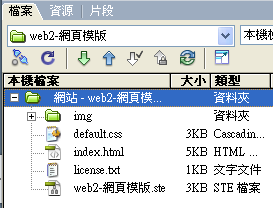 檔案 資源 片段
web2-網頁模版 本機檢
本機檔案 大小 類型
網站 - web2-網頁模... 資料夾
img 資料夾
default.css 3KB Cascadin...
index.html 5KB HTML ...
license.txt 1KB 文字文件
web2-網頁模版.ste 3KB STE 檔案